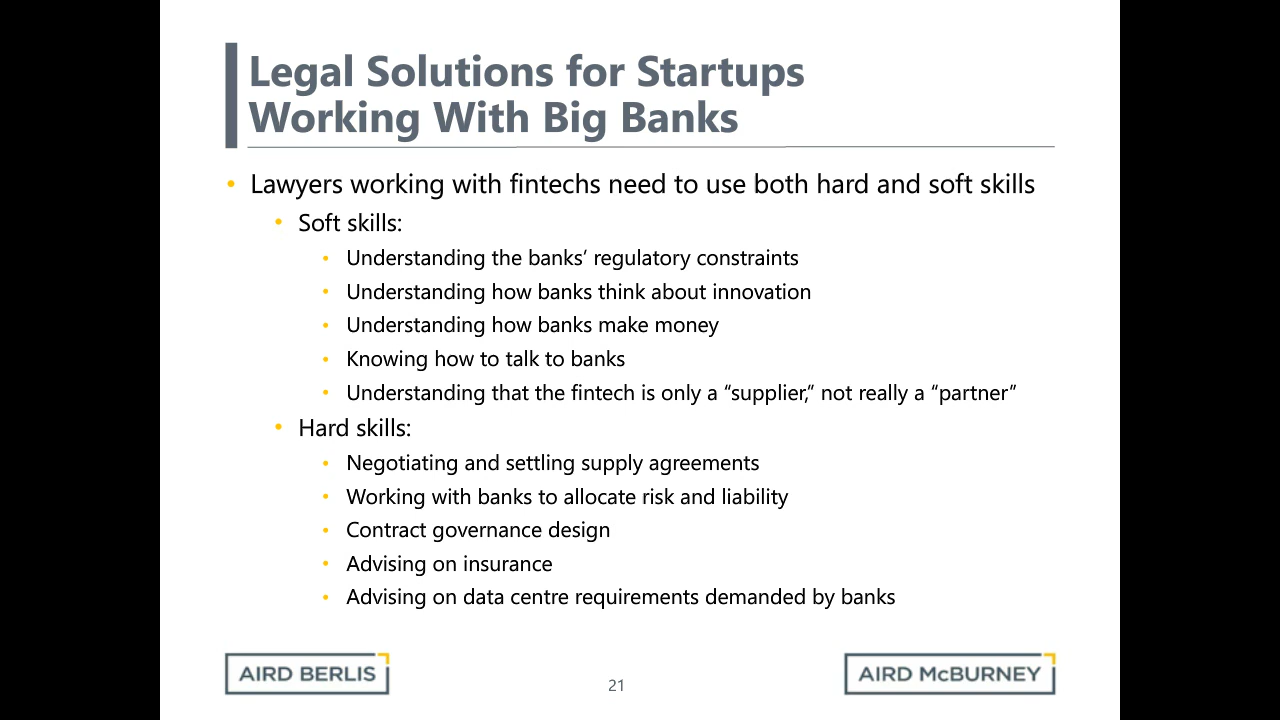 Legal Solutions for Startups
Working With Big Banks
• Lawyers working with fintechs need to use both hard and soft skills
• Soft skills:
• Understanding the banks’ regulatory constraints
• Understanding how banks think about innovation
• Understanding how banks make money
• Knowing how to talk to banks
• Understanding that the fintech is only a “supplier,” not really a “partner”
• Hard skills:
• Negotiating and settling supply agreements
• Working with banks to allocate risk and liability
• Contract governance design
• Advising on insurance
• Advising on data centre requirements demanded by banks
AIRD BERLIS
21
AIRD McBURNEY